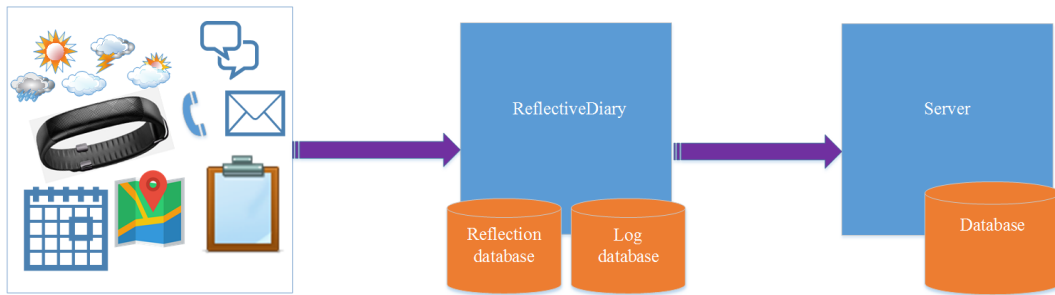 ReflectiveDiary
Server
Reflection
database
Log
database
Database